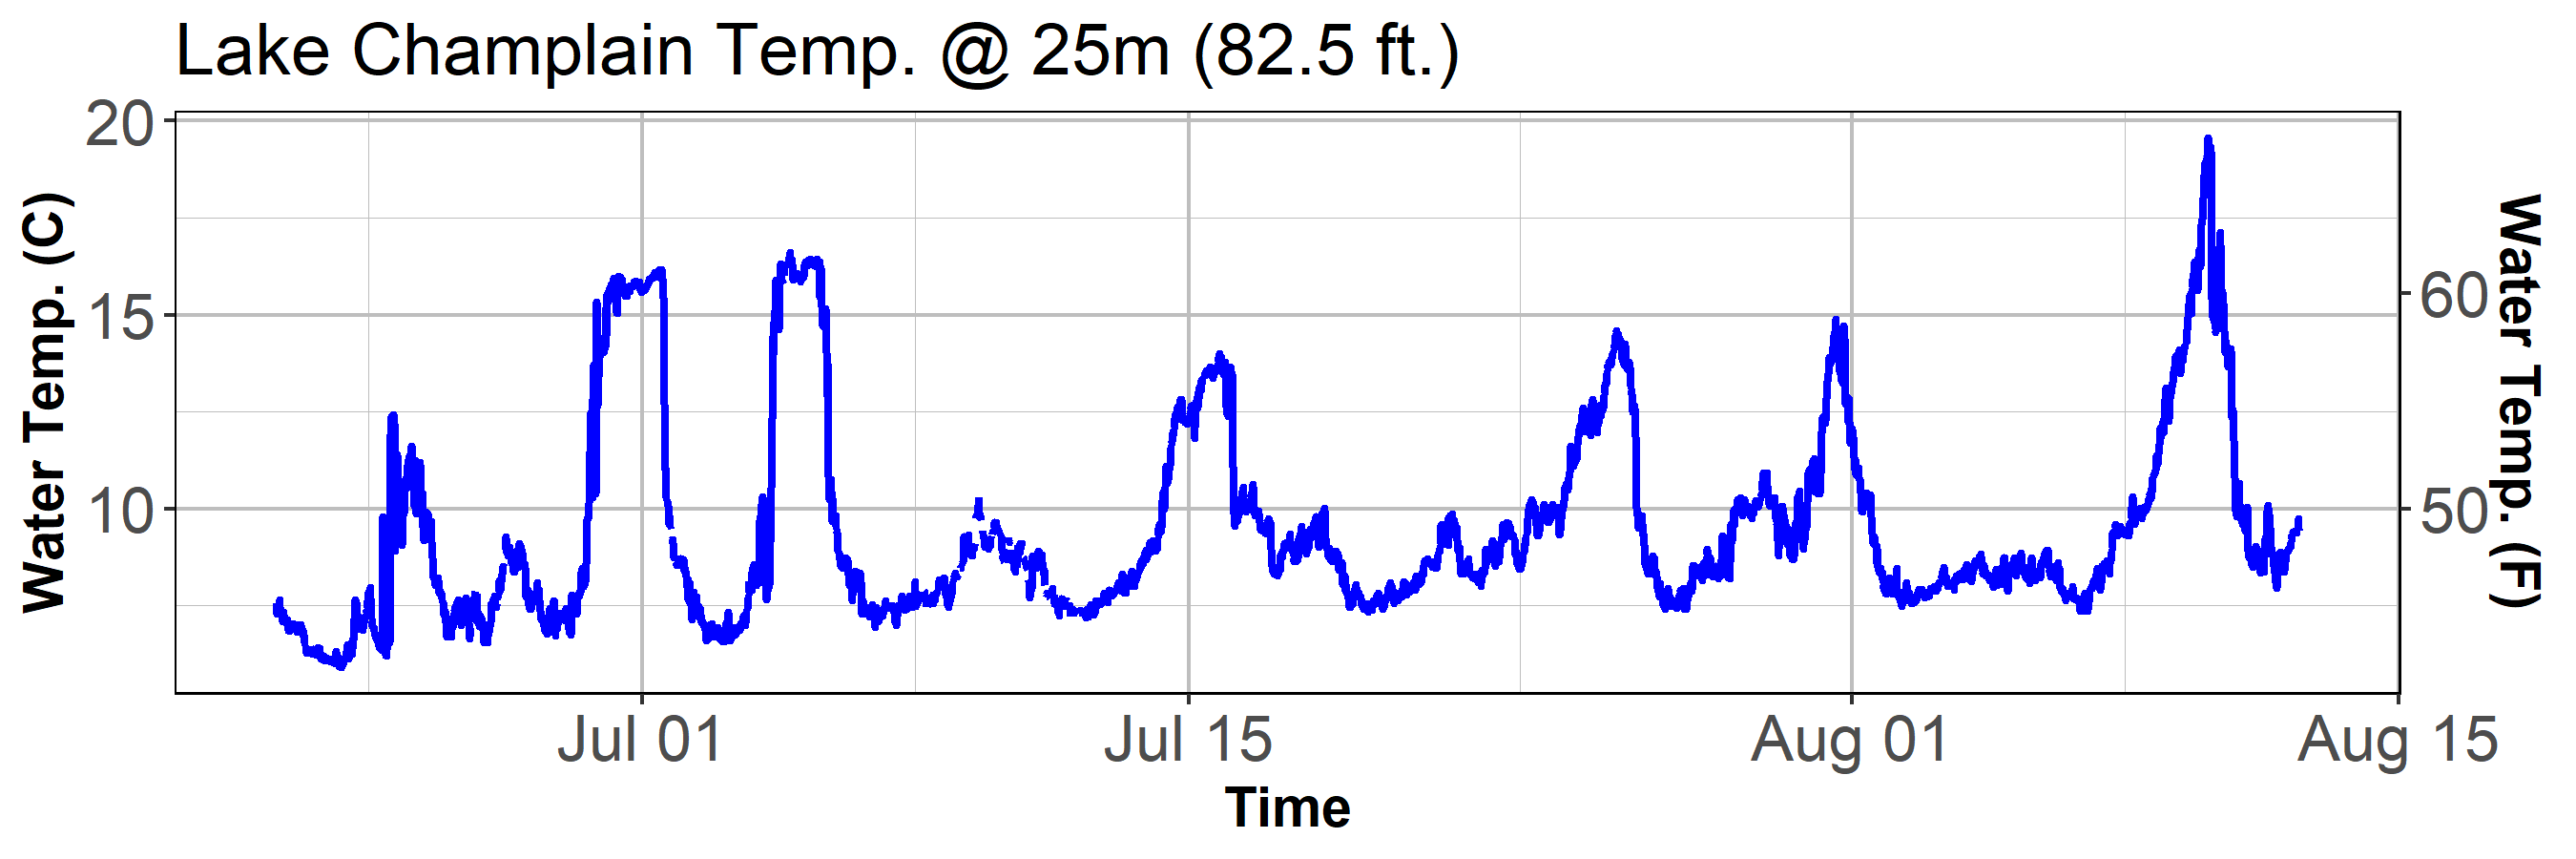 Lake Champlain Temp. @ 25m (82.5 ft.)
20
15
10
Water Temp. (C)
60
50
Water Temp. (F)
Jul 01 Jul 15 Aug 01 Aug 15
Time